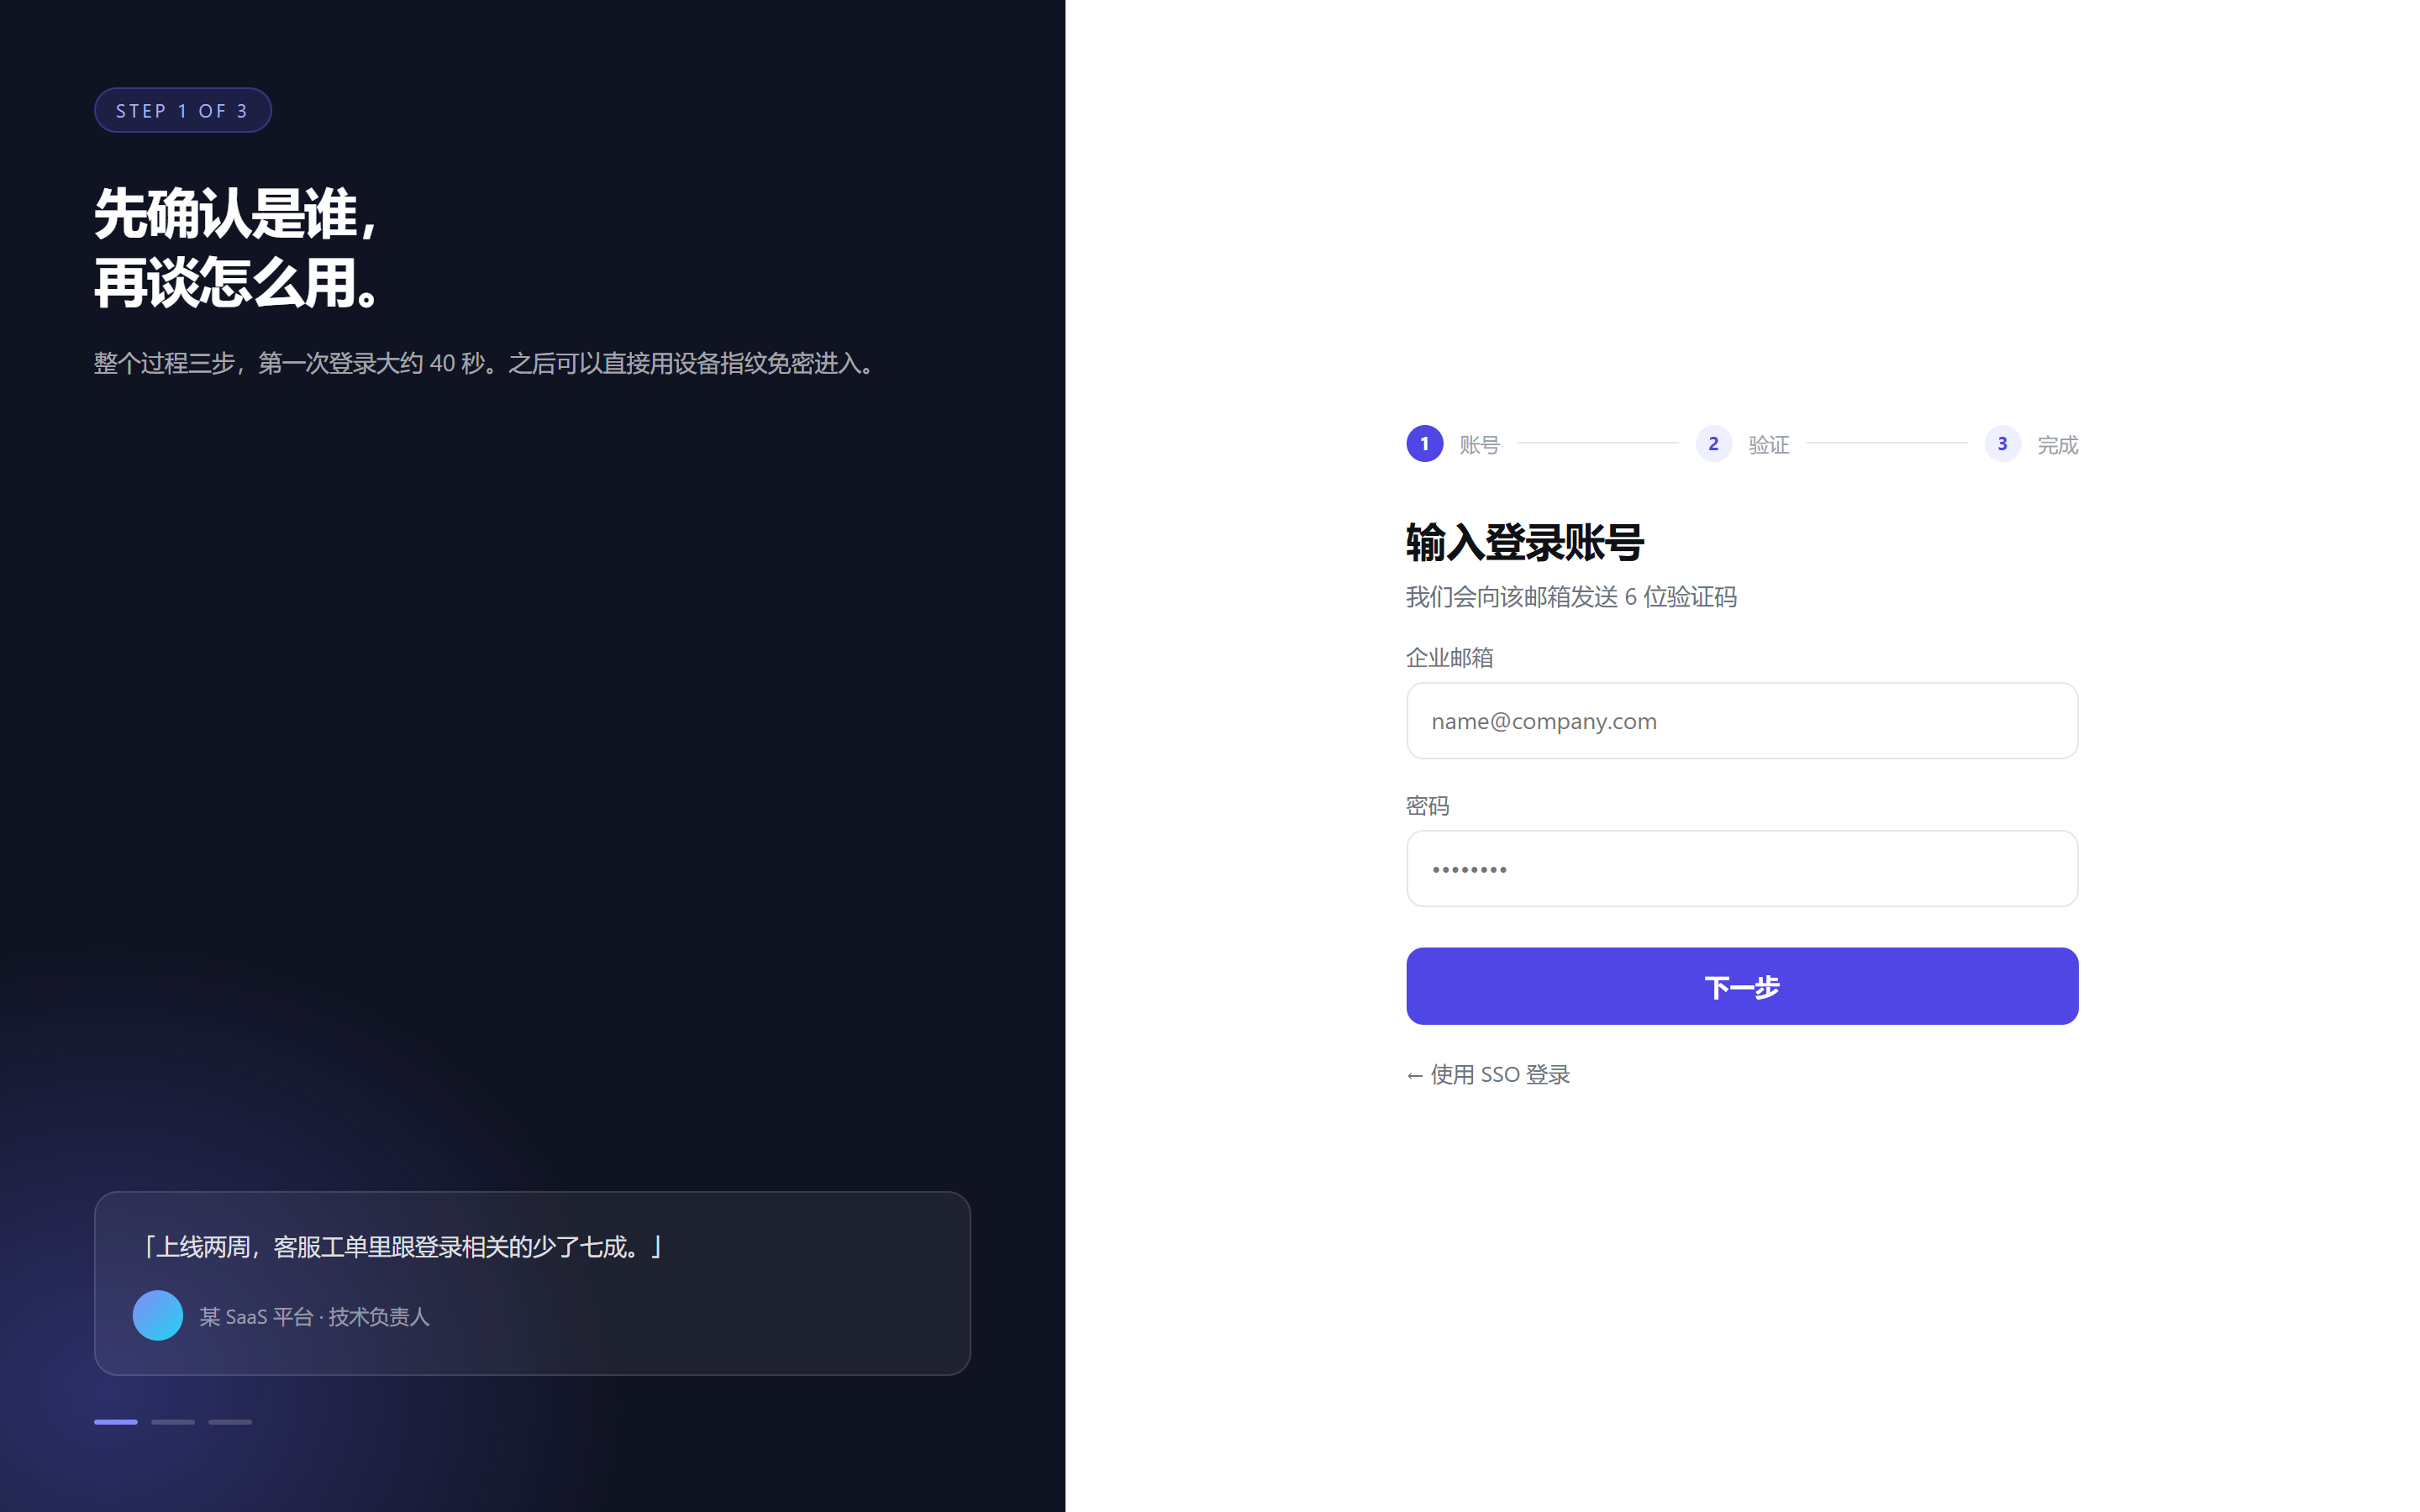 STEP 1 OF 3
先确认是谁，
再谈怎么用。
整个过程三步，第一次登录大约 40 秒。之后可以直接用设备指纹免密进入。
「上线两周，客服工单里跟登录相关的少了七成。」
某 SaaS 平台 · 技术负责人
1 账号 2 验证 3 完成
输入登录账号
我们会向该邮箱发送 6 位验证码
企业邮箱
name@company.com
密码
••••••••
下一步
← 使用 SSO 登录